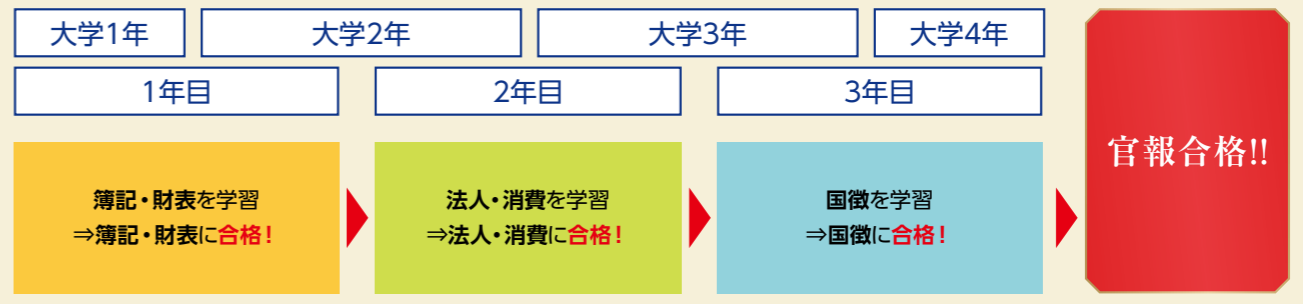 大学1年
大学2年
大学3年
大学4年
1年目
2年目
3年目
簿記・財表を学習
⇒簿記・財表に合格！
法人・消費を学習
⇒法人・消費に合格！
国徴を学習
⇒国徴に合格！
官報合格!!